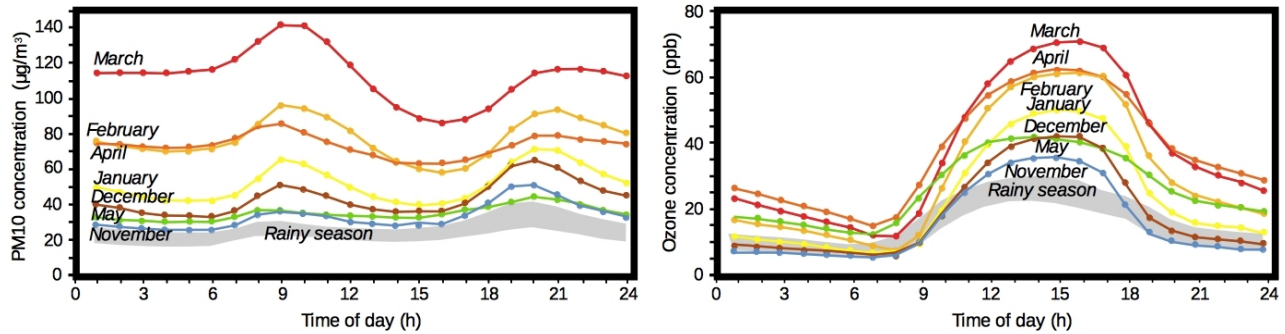 PM10 concentration (µg/m³)
140
120
100
80
60
40
20
0
March
February
April
January
December
May
November
Rainy season
0 3 6 9 12 15 18 21 24
Time of day (h)
Ozone concentration (ppb)
80
60
40
20
0
March
April
February
January
December
May
November
Rainy season
0 3 6 9 12 15 18 21 24
Time of day (h)